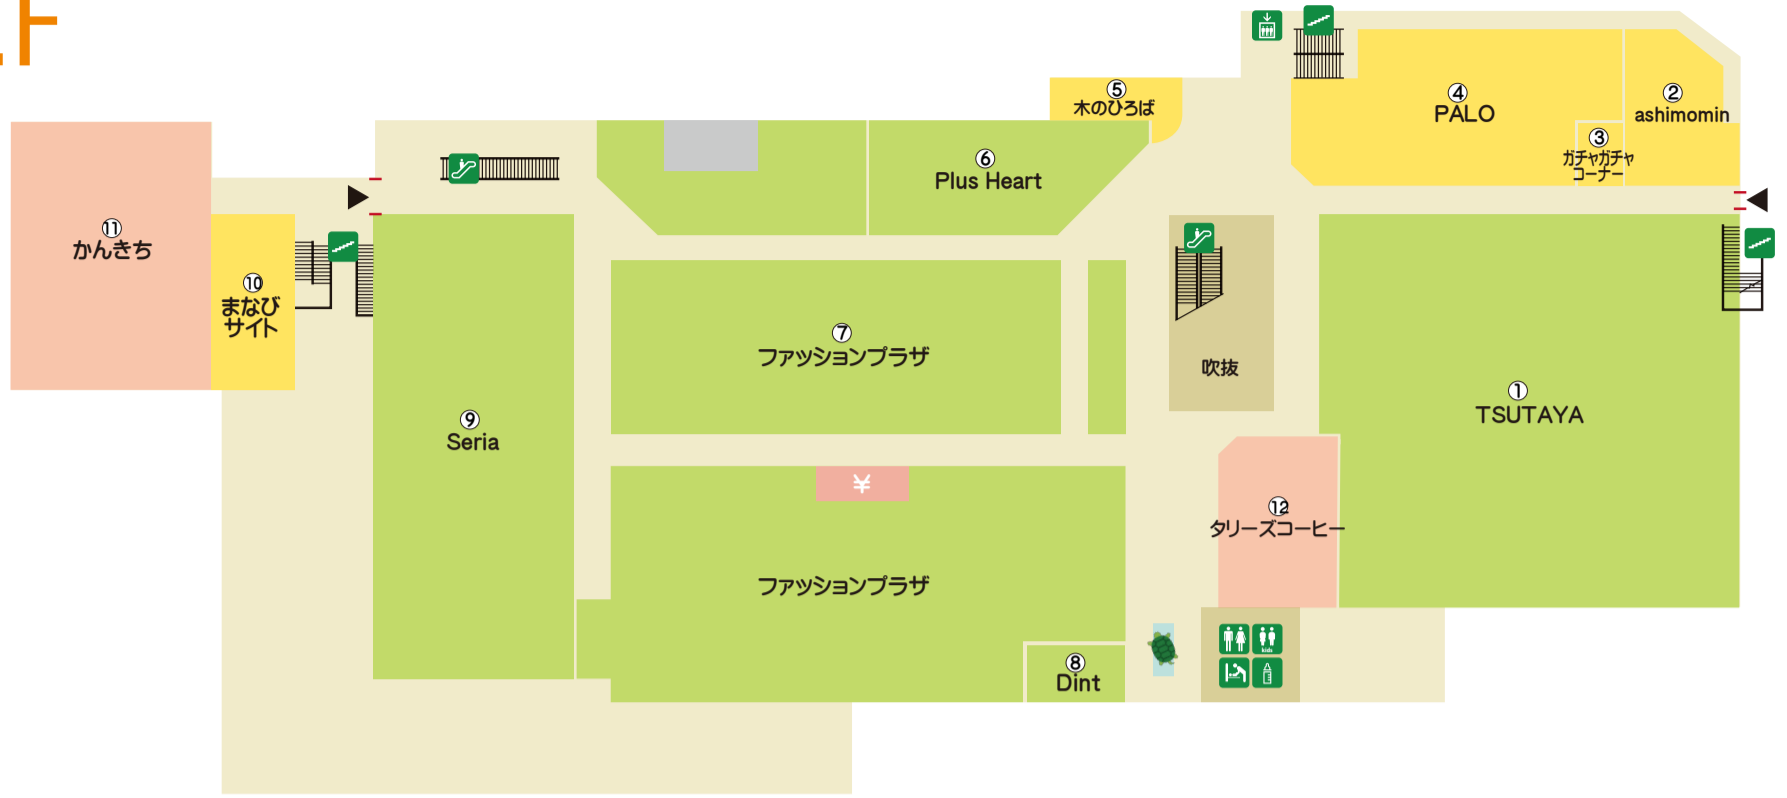 ⑤
木のひろば
④
PALO
②
ashimomin
③
ガチャガチャ
コーナー
⑥
Plus Heart
⑪
かんきち
⑩
まなび
サイト
⑦
ファッションプラザ
吹抜
①
TSUTAYA
⑨
Seria
¥
⑫
タリーズコーヒー
ファッションプラザ
kids
⑧
Dint